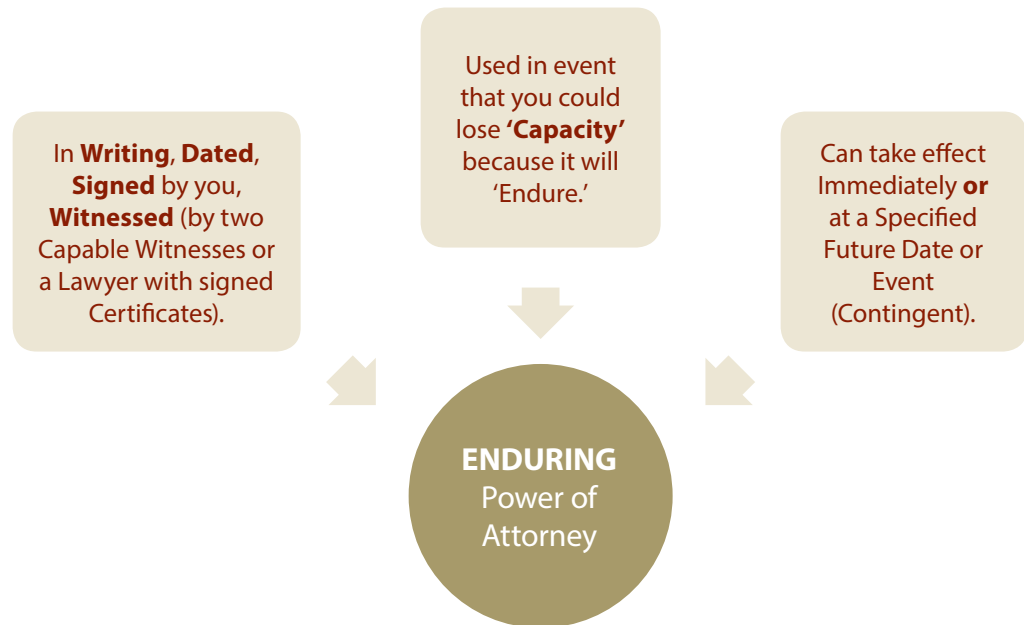 In Writing, Dated,
Signed by you,
Witnessed (by two
Capable Witnesses or
a Lawyer with signed
Certificates).
Used in event
that you could
lose ‘Capacity’
because it will
‘Endure.’
Can take effect
Immediately or
at a Specified
Future Date or
Event
(Contingent).
ENDURING
Power of
Attorney